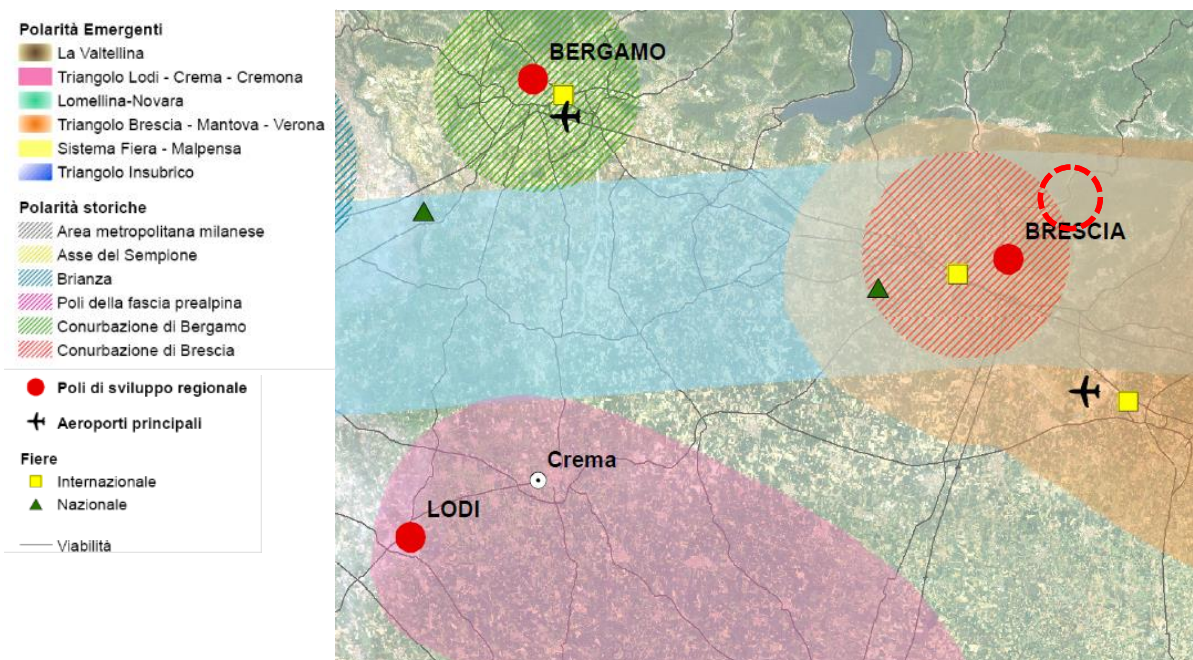 Polarità Emergenti
La Valtellina
Triangolo Lodi - Crema - Cremona
Lomellina-Novara
Triangolo Brescia - Mantova - Verona
Sistema Fiera - Malpensa
Triangolo Insubrico
Polarità storiche
Area metropolitana milanese
Asse del Sempione
Brianza
Poli della fascia prealpina
Conurbazione di Bergamo
Conurbazione di Brescia
Poli di sviluppo regionale
Aeroporti principali
Fiere
Internazionale
Nazionale
Viabilità
BERGAMO
BRESCIA
Crema
LODI